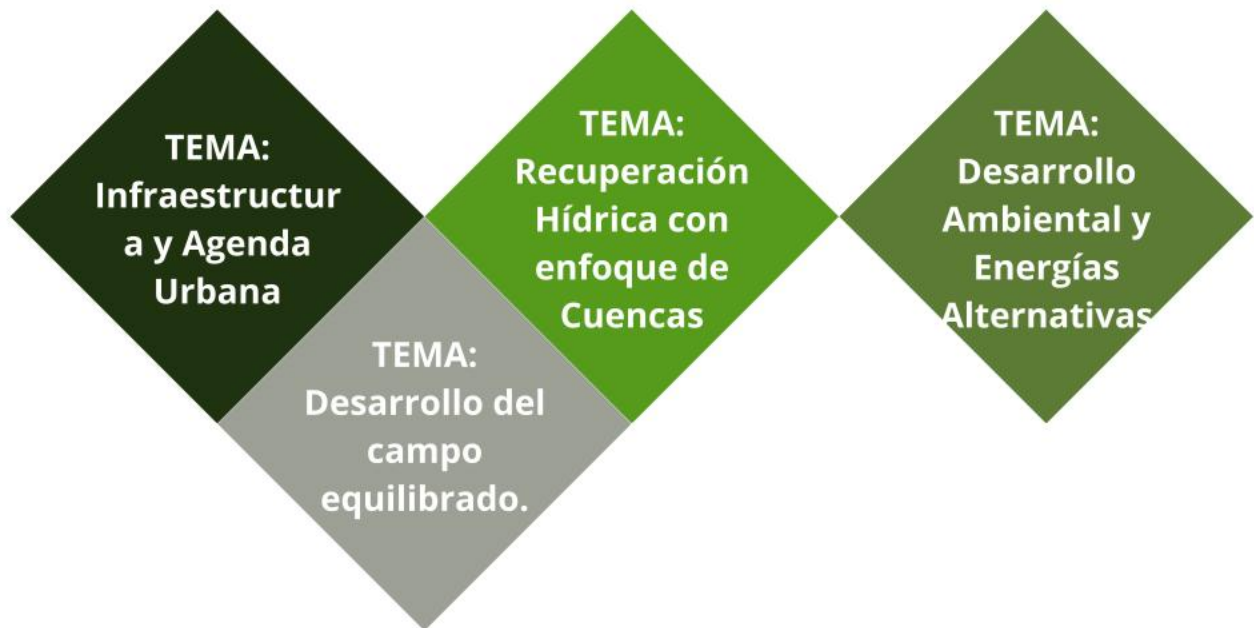 TEMA:
Infraestructur
a y Agenda
Urbana
TEMA:
Desarrollo del
campo
equilibrado.
TEMA:
Recuperación
Hídrica con
enfoque de
Cuencas
TEMA:
Desarrollo
Ambiental y
Energías
Alternativas